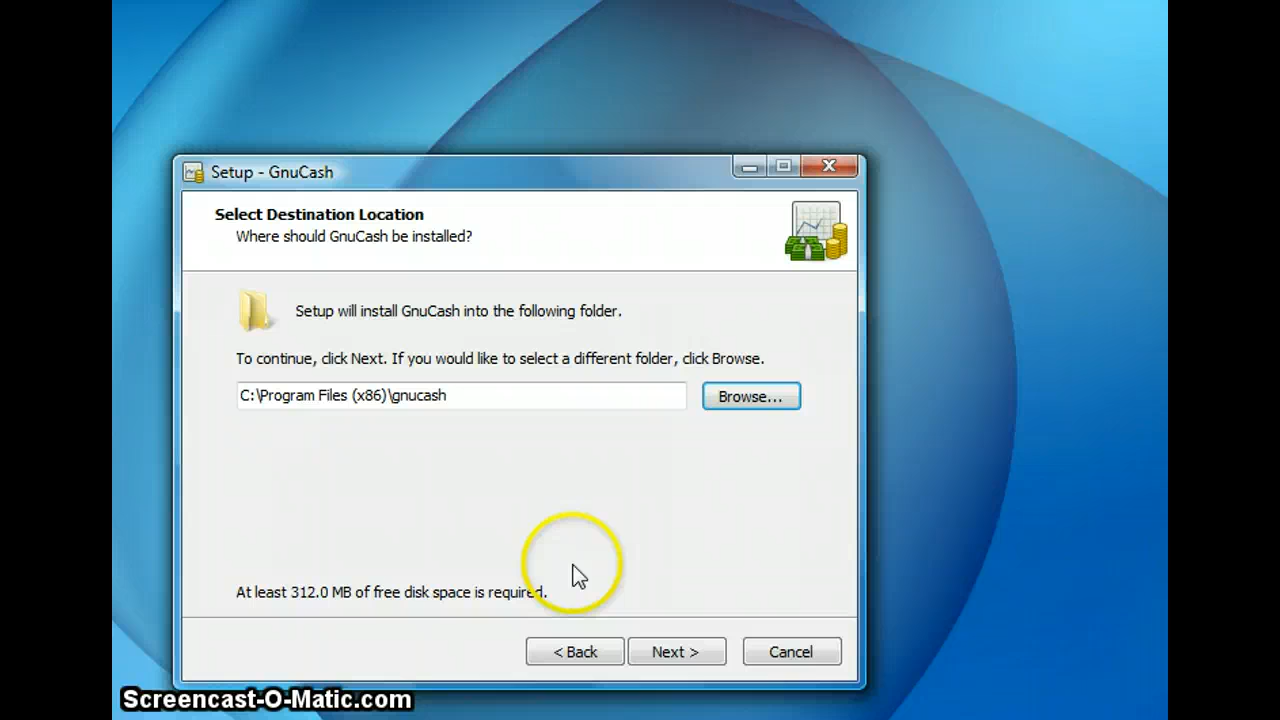 Setup - GnuCash
Select Destination Location
Where should GnuCash be installed?
Setup will install GnuCash into the following folder.
To continue, click Next. If you would like to select a different folder, click Browse.
C:\Program Files (x86)\gnucash
Browse...
At least 312.0 MB of free disk space is required.
< Back
Next >
Cancel
Screencast-O-Matic.com